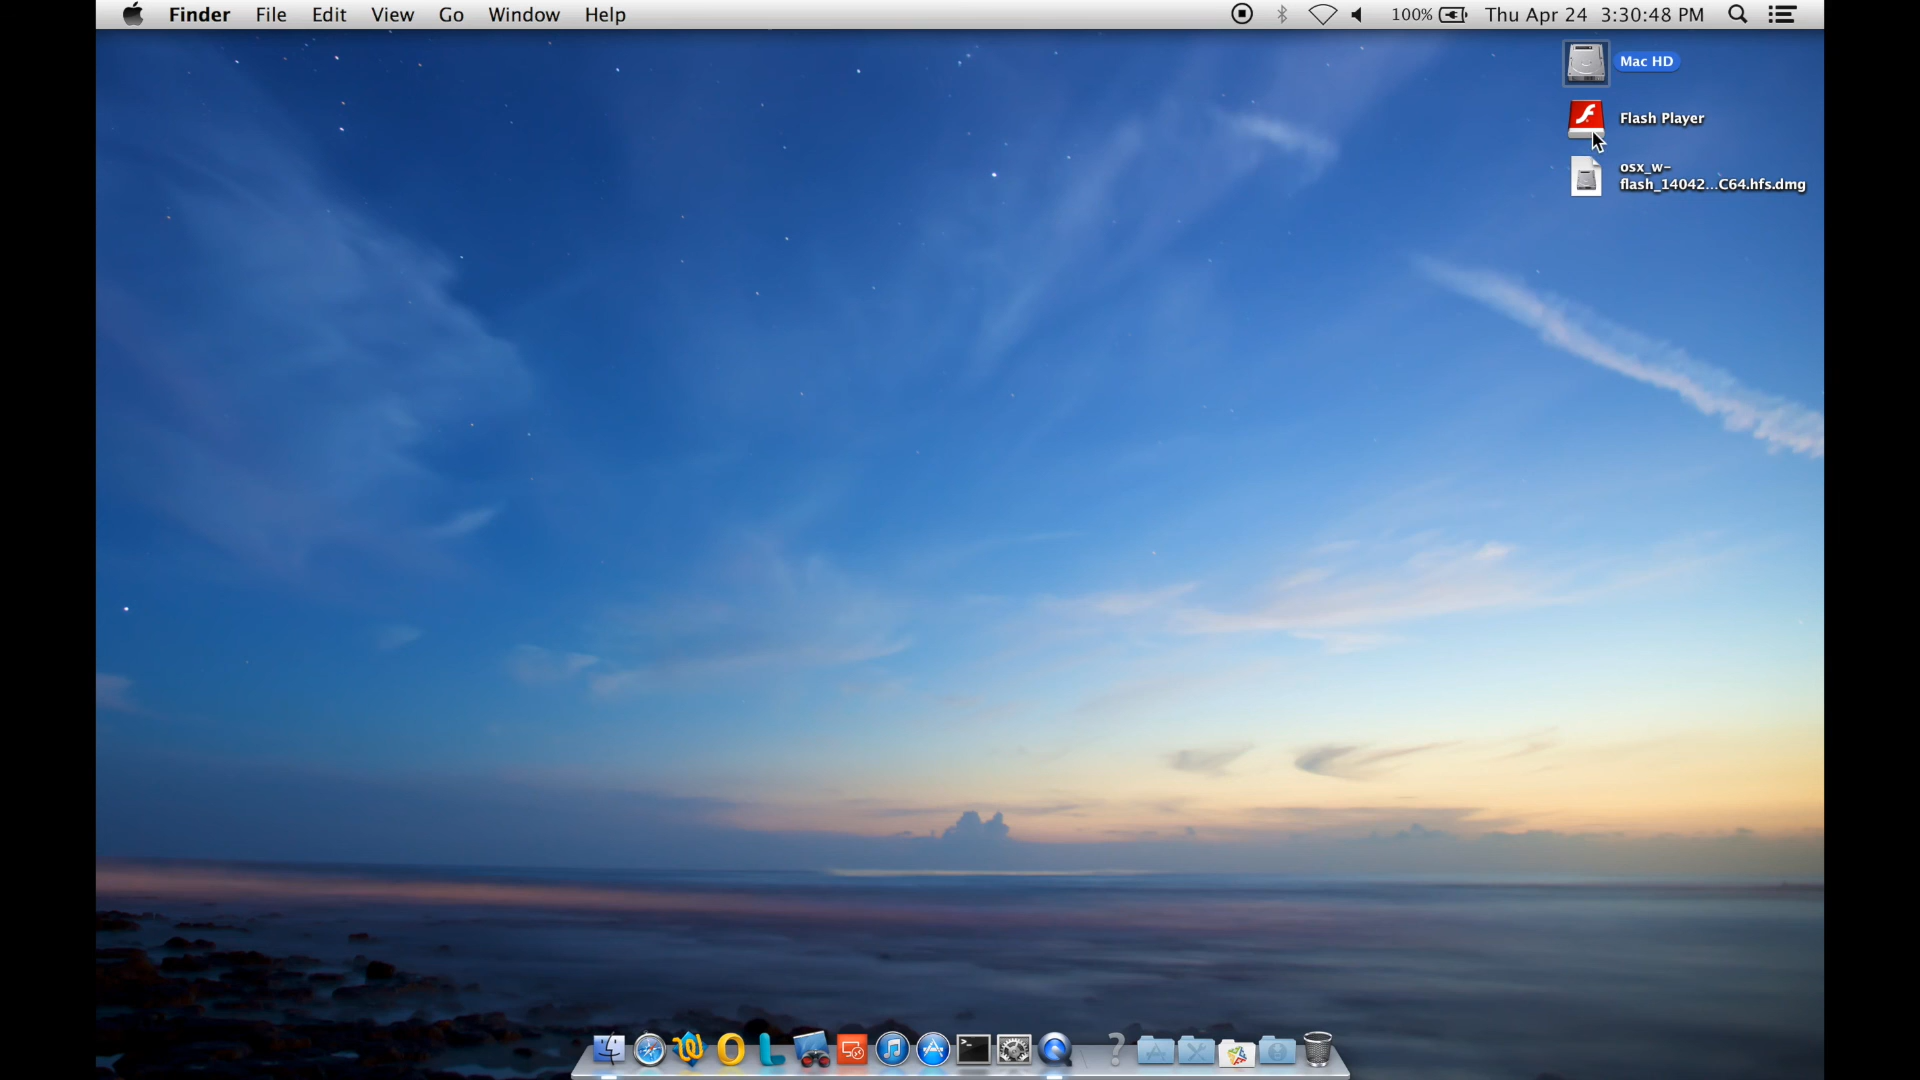 Finder File Edit View Go Window Help 100% Thu Apr 24 3:30:48 PM
Mac HD
Flash Player
osx_w-
flash_14042...C64.hfs.dmg